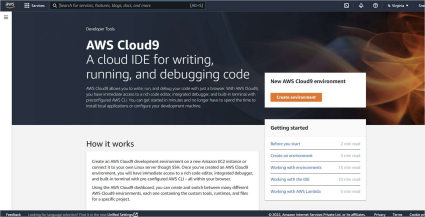 aws
Services
Search for services, features, blogs, docs, and more
[Alt+S]
N. Virginia
Developer Tools
AWS Cloud9
A cloud IDE for writing,
running, and debugging code
AWS Cloud9 allows you to write, run, and debug your code with just a browser. With AWS Cloud9,
you have immediate access to a rich code editor, integrated debugger, and built-in terminal with
preconfigured AWS CLI. You can get started in minutes and no longer have to spend the time to
install local applications or configure your development machine.
New AWS Cloud9 environment
Create environment
Getting started
Before you start
2 min read
Create an environment
2 min read
Working with environments
15 min read
Working with the IDE
10 min read
Working with AWS Lambda
5 min read
How it works
Create an AWS Cloud9 development environment on a new Amazon EC2 instance or
connect it to your own Linux server through SSH. Once you've created an AWS Cloud9
environment, you will have immediate access to a rich code editor, integrated debugger,
and built-in terminal with pre-configured AWS CLI – all within your browser.
Using the AWS Cloud9 dashboard, you can create and switch between many different
AWS Cloud9 environments, each one containing the custom tools, runtimes, and files
for a specific project.
Feedback
Looking for language selection? Find it in the new Unified Settings
© 2022, Amazon Internet Services Private Ltd. or its affiliates.
Privacy
Terms
Cookie